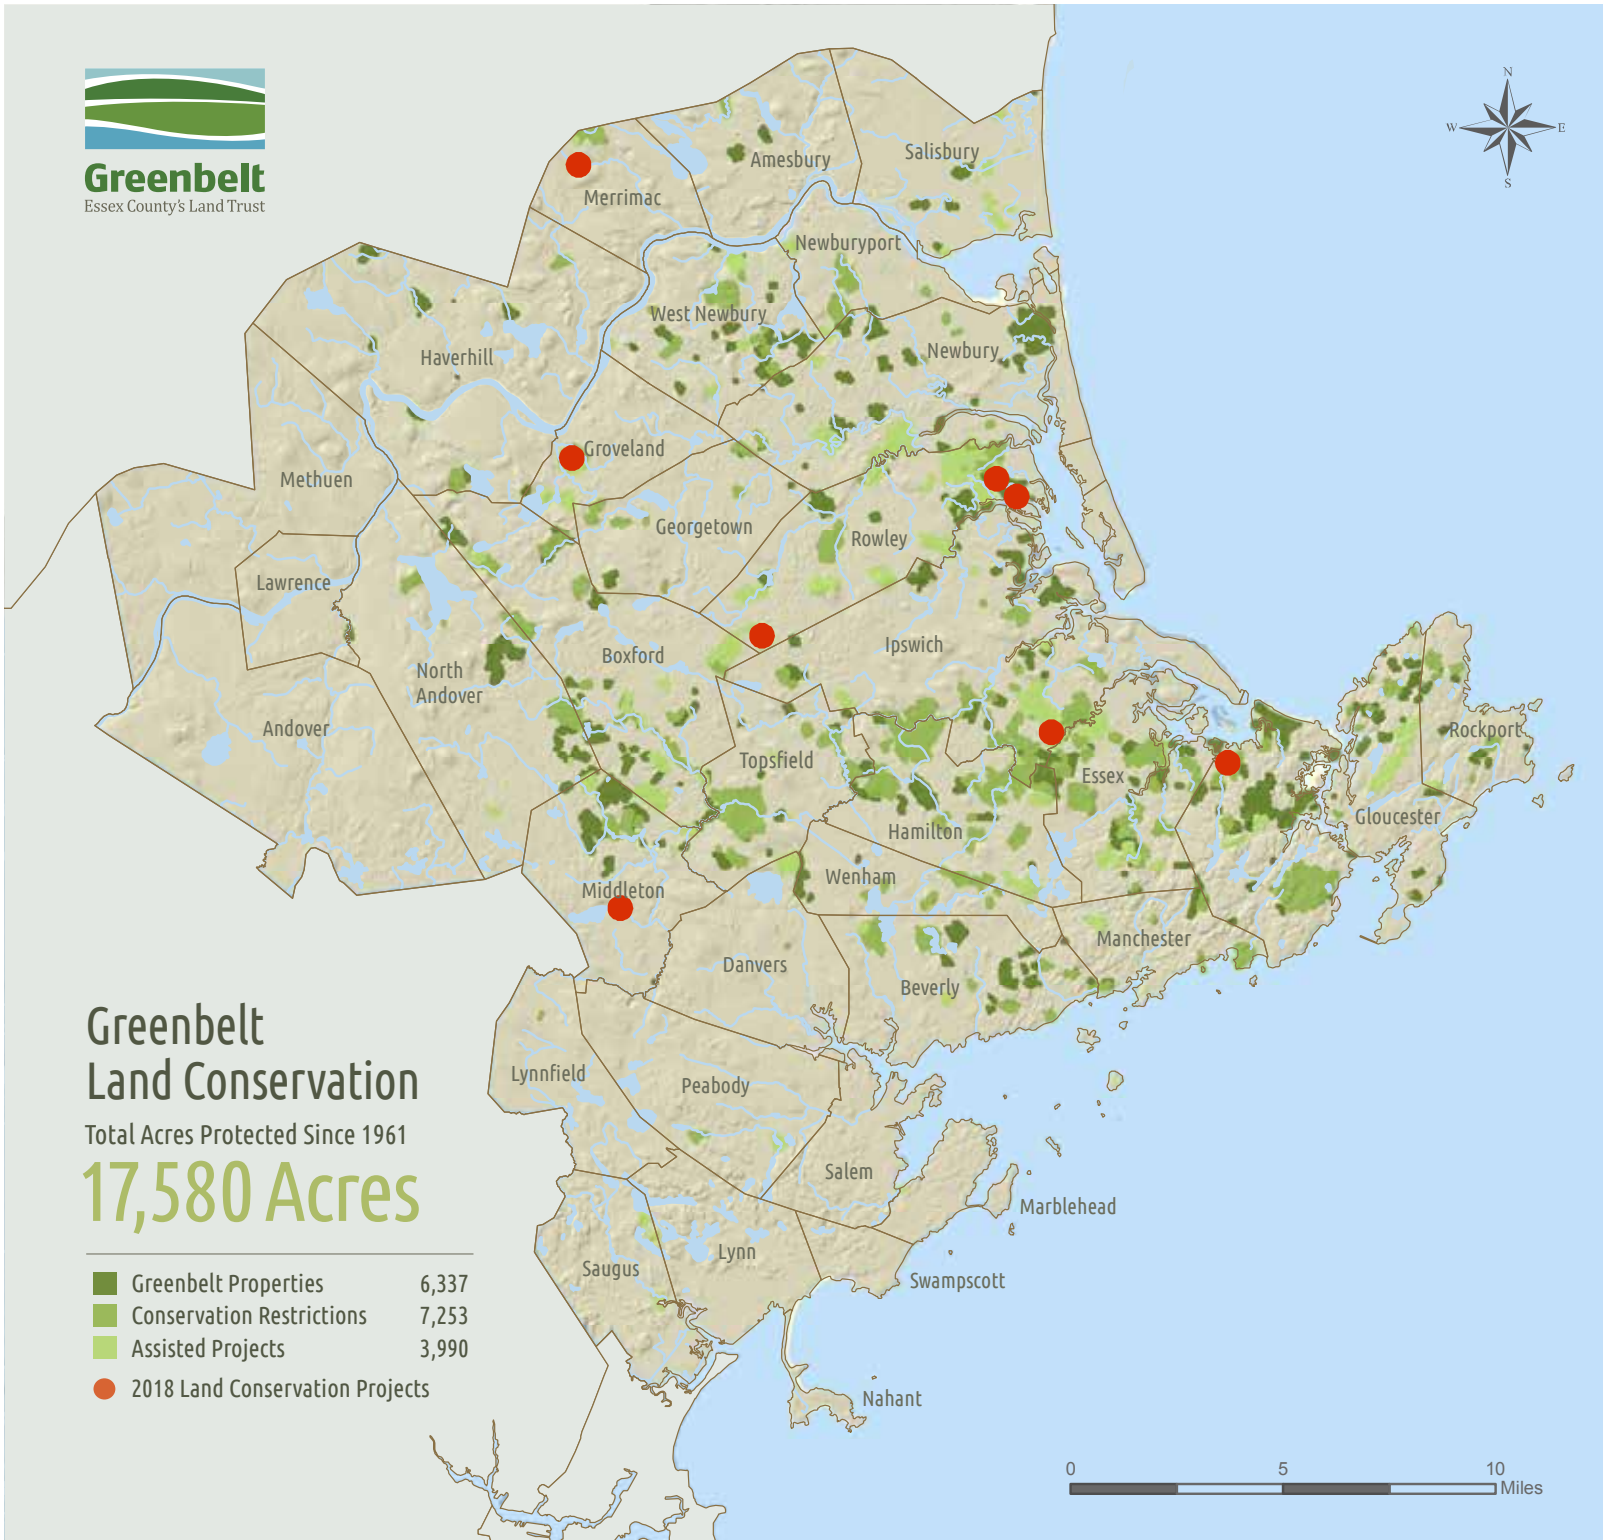 Greenbelt
Essex County's Land Trust
N
W
E
S
Salisbury
Amesbury
Merrimac
Newburyport
West Newbury
Newbury
Haverhill
Groveland
Methuen
Georgetown
Rowley
Lawrence
Ipswich
Boxford
North
Andover
Andover
Rockport
Topsfield
Essex
Gloucester
Hamilton
Wenham
Middleton
Manchester
Danvers
Beverly
Greenbelt
Land Conservation
Total Acres Protected Since 1961
17,580 Acres
Greenbelt Properties 6,337
Conservation Restrictions 7,253
Assisted Projects 3,990
2018 Land Conservation Projects
Lynnfield
Peabody
Salem
Marblehead
Lynn
Saugus
Swampscott
Nahant
0 5 10
Miles